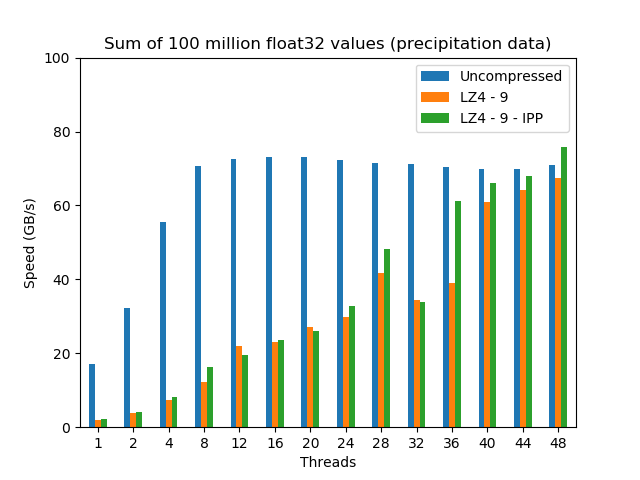 Sum of 100 million float32 values (precipitation data)
Uncompressed
LZ4 - 9
LZ4 - 9 - IPP
Speed (GB/s)
100
80
60
40
20
0
1 2 4 8 12 16 20 24 28 32 36 40 44 48
Threads